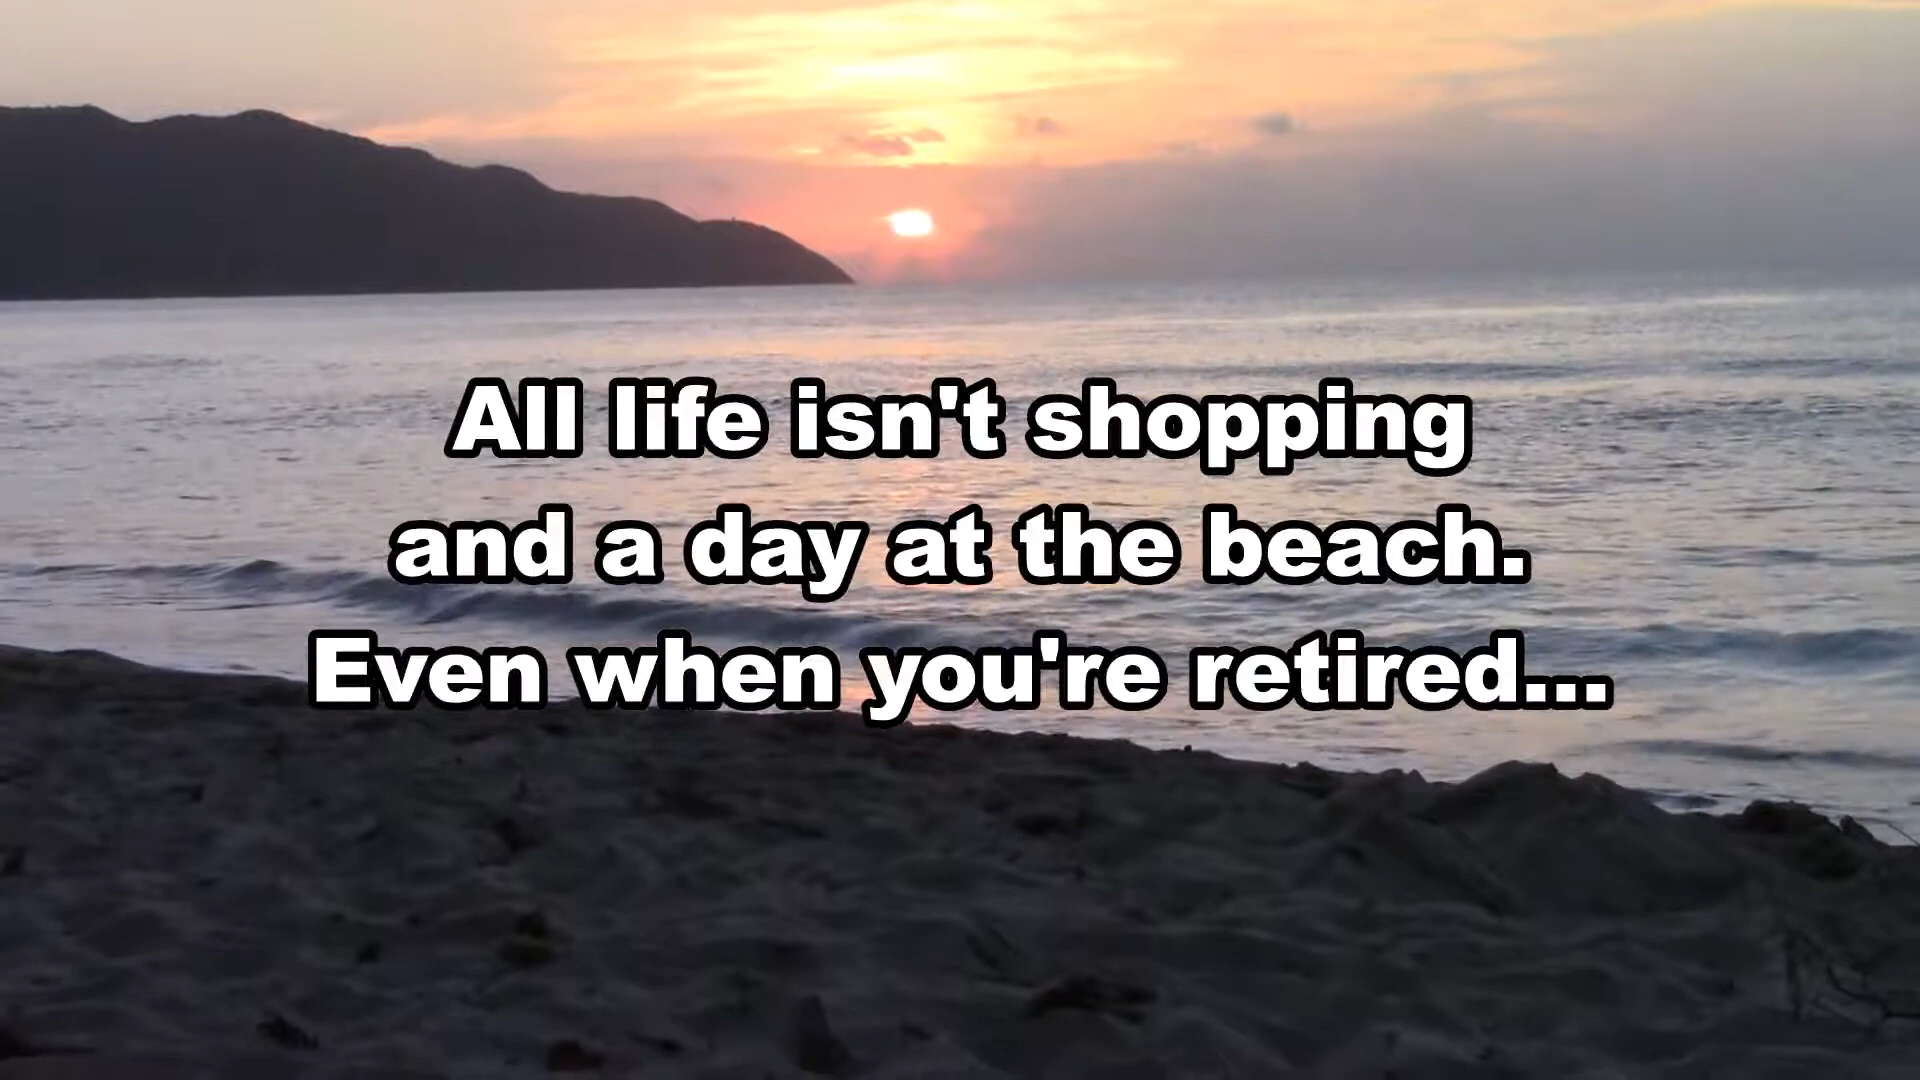 All life isn't shopping
and a day at the beach.
Even when you're retired...